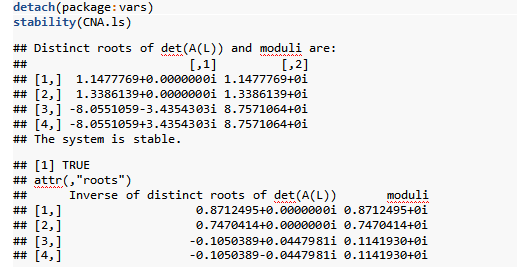 detach(package:vars)
stability(CNA.ls)
## Distinct roots of det(A(L)) and moduli are:
## [,1] [,2]
## [1,] 1.1477769+0.0000000i 1.1477769+0i
## [2,] 1.3386139+0.0000000i 1.3386139+0i
## [3,] -8.0551059-3.4354303i 8.7571064+0i
## [4,] -8.0551059+3.4354303i 8.7571064+0i
## The system is stable.
## [1] TRUE
## attr(,"roots")
## Inverse of distinct roots of det(A(L)) moduli
## [1,] 0.8712495+0.0000000i 0.8712495+0i
## [2,] 0.7470414+0.0000000i 0.7470414+0i
## [3,] -0.1050389+0.0447981i 0.1141930+0i
## [4,] -0.1050389-0.0447981i 0.1141930+0i